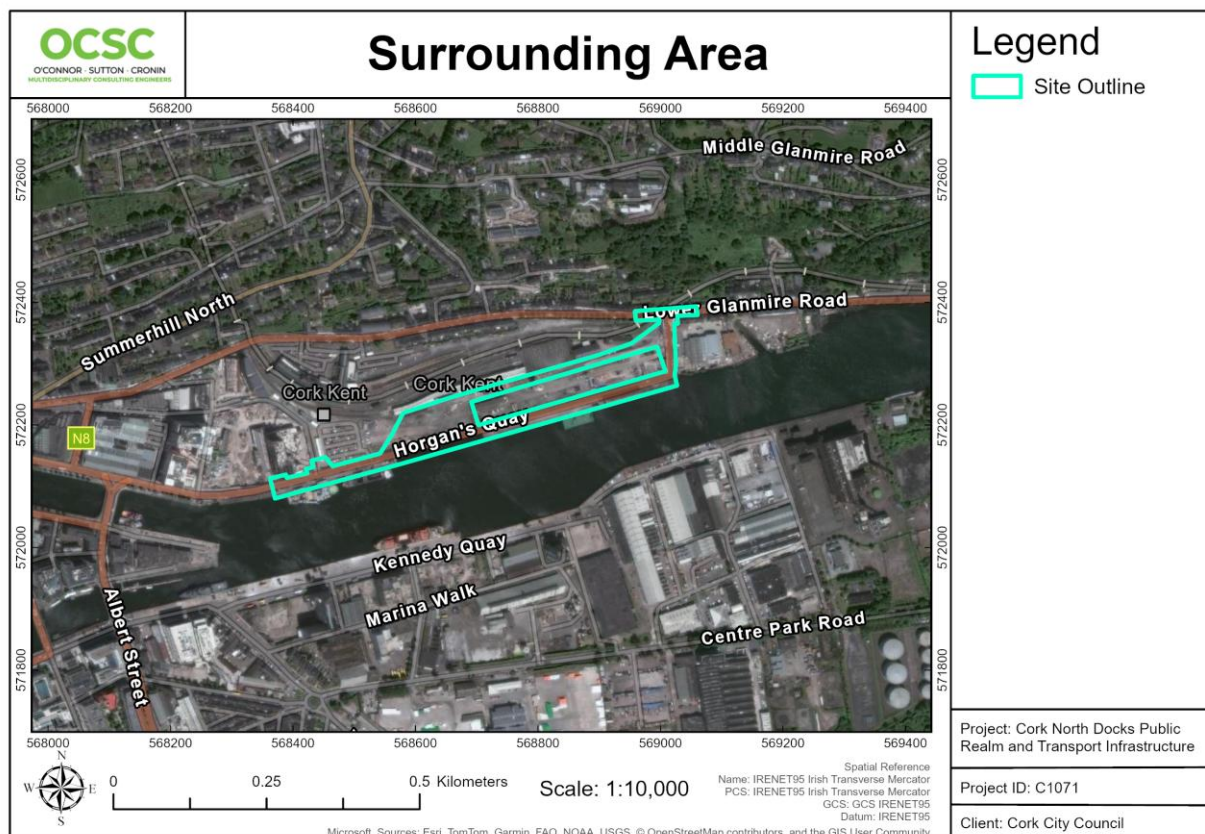 OCSC
O'CONNOR · SUTTON · CRONIN
MULTIDISCIPLINARY CONSULTING ENGINEERS
Surrounding Area
Legend
Site Outline
568000 568200 568400 568600 568800 569000 569200 569400
572600
572400
572200
572000
571800
572600
572400
572200
572000
571800
Middle Glanmire Road
Lower Glanmire Road
Summerhill North
Cork Kent
Cork Kent
Horgan's Quay
N8
Kennedy Quay
Marina Walk
Albert Street
Centre Park Road
568000 568200 568400 568600 568800 569000 569200 569400
N
W E
S
0 0.25 0.5 Kilometers
Scale: 1:10,000
Spatial Reference
Name: IRENET95 Irish Transverse Mercator
PCS: IRENET95 Irish Transverse Mercator
GCS: GCS IRENET95
Datum: IRENET95
Microsoft, Sources: Esri, TomTom, Garmin, FAO, NOAA, USGS, © OpenStreetMap contributors, and the GIS User Community
Project: Cork North Docks Public
Realm and Transport Infrastructure
Project ID: C1071
Client: Cork City Council